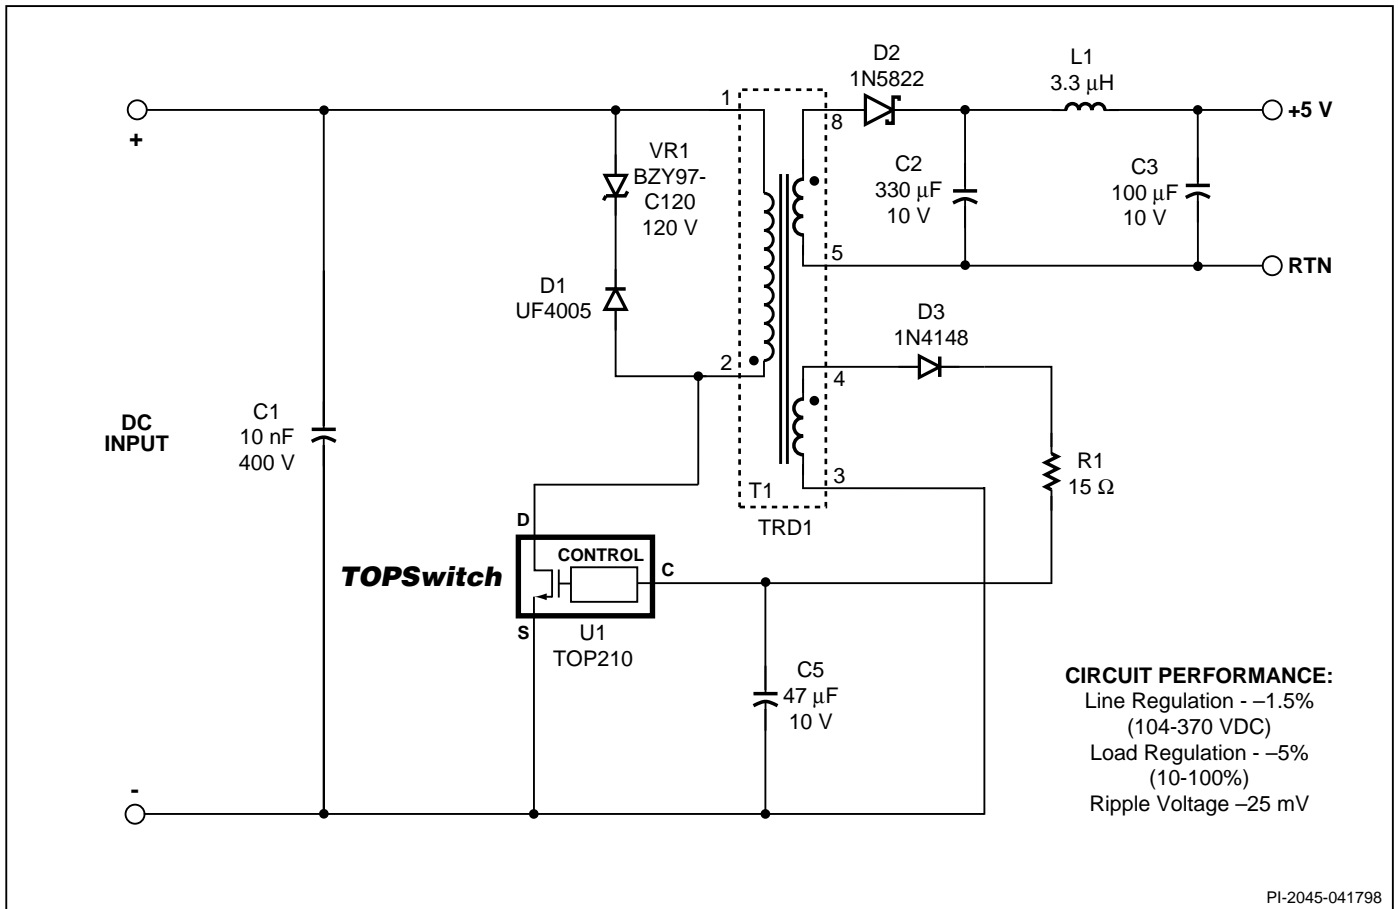 D2
1N5822
L1
3.3 µH
1
8
+5 V
+
VR1
BZY97-
C120
120 V
C2
330 µF
10 V
C3
100 µF
10 V
5
RTN
D1
UF4005
D3
1N4148
2
4
DC
INPUT
C1
10 nF
400 V
R1
15 Ω
T1
3
TRD1
D
CONTROL
C
TOPSwitch
S
U1
TOP210
C5
47 µF
10 V
CIRCUIT PERFORMANCE:
Line Regulation - –1.5%
(104-370 VDC)
Load Regulation - –5%
(10-100%)
Ripple Voltage –25 mV
-
PI-2045-041798